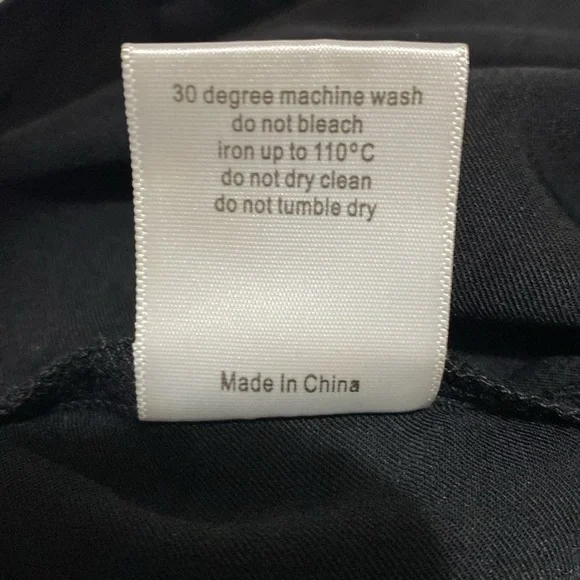 30 degree machine wash
do not bleach
iron up to 110°C
do not dry clean
do not tumble dry
Made In China